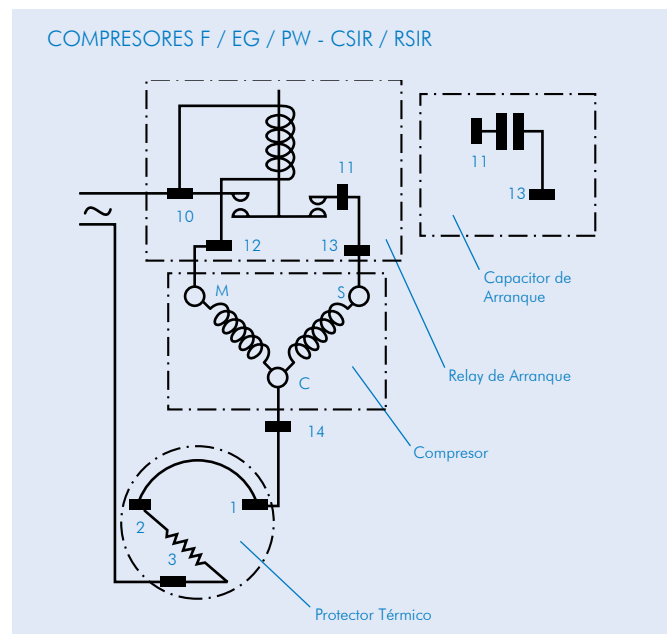 COMPRESORES F / EG / PW - CSIR / RSIR
11
11
10
13
12
13
M
S
Capacitor de
Arranque
C
Relay de Arranque
14
Compresor
1
2
3
Protector Térmico